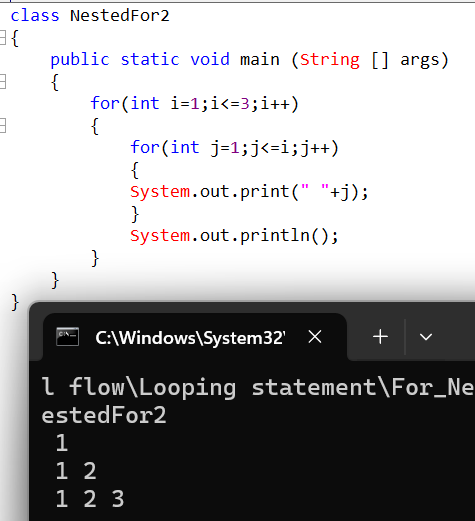 class NestedFor2
{
public static void main (String [] args)
{
for(int i=1;i<=3;i++)
{
for(int j=1;j<=i;j++)
{
System.out.print(" "+j);
}
System.out.println();
}
}
}
C:\Windows\System32\
l flow\Looping statement\For_Ne
estedFor2
1
1 2
1 2 3